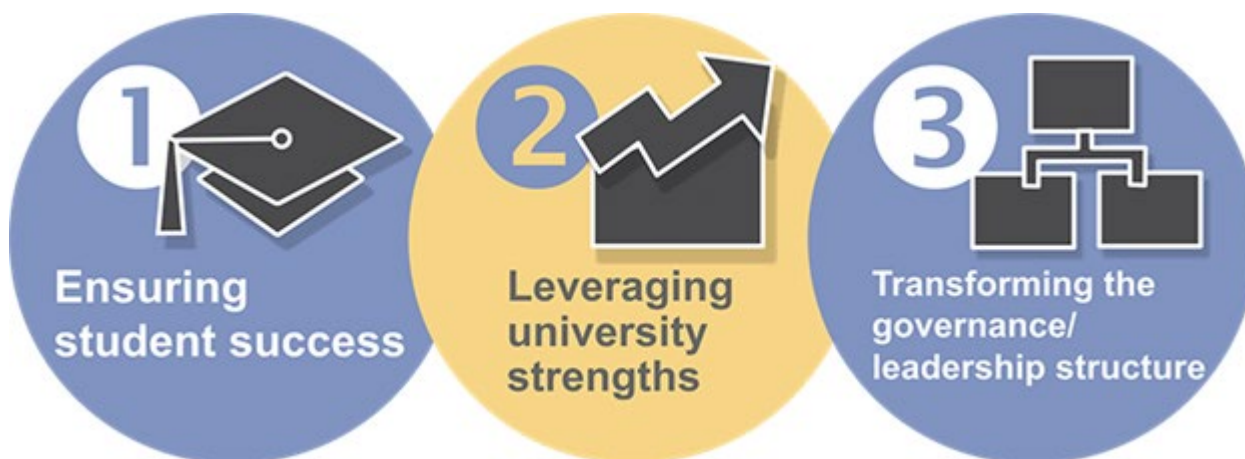 1
Ensuring
student success
2
Leveraging
university
strengths
3
Transforming the
governance/
leadership structure